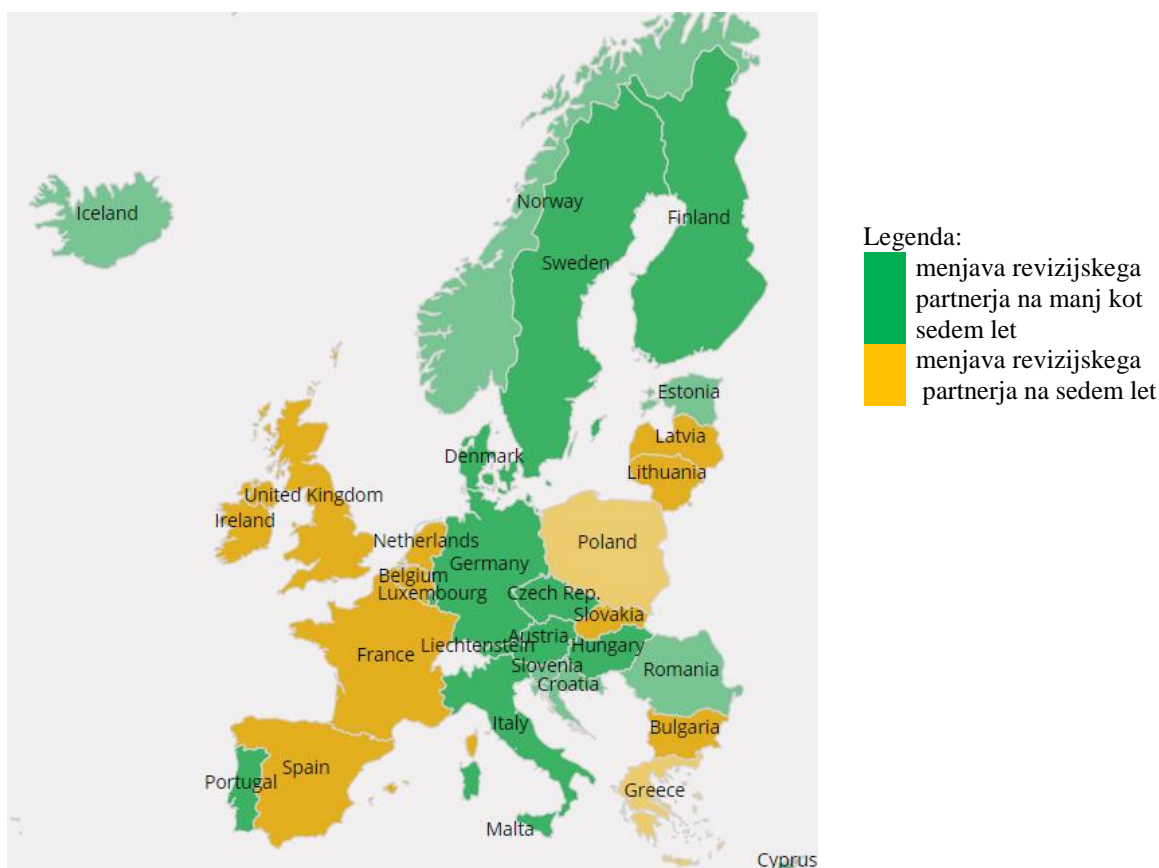 Iceland
Norway
Finland
Sweden
Estonia
Latvia
Denmark
Lithuania
United Kingdom
Ireland
Netherlands
Poland
Germany
Belgium
Luxembourg
Czech Rep.
Slovakia
Austria
Liechtenstein
Hungary
France
Slovenia
Romania
Croatia
Italy
Bulgaria
Spain
Portugal
Greece
Malta
Cyprus
Legenda:
menjava revizijskega
partnerja na manj kot
sedem let
menjava revizijskega
partnerja na sedem let